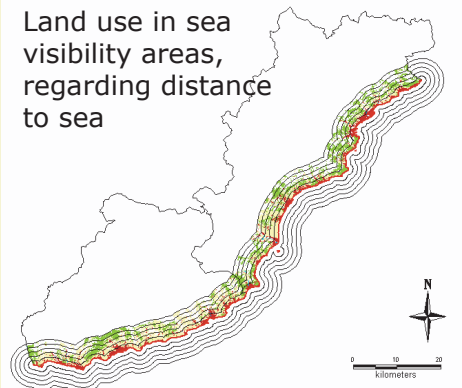 Land use in sea
visibility areas,
regarding distance
to sea
N
0 10 20
kilometers